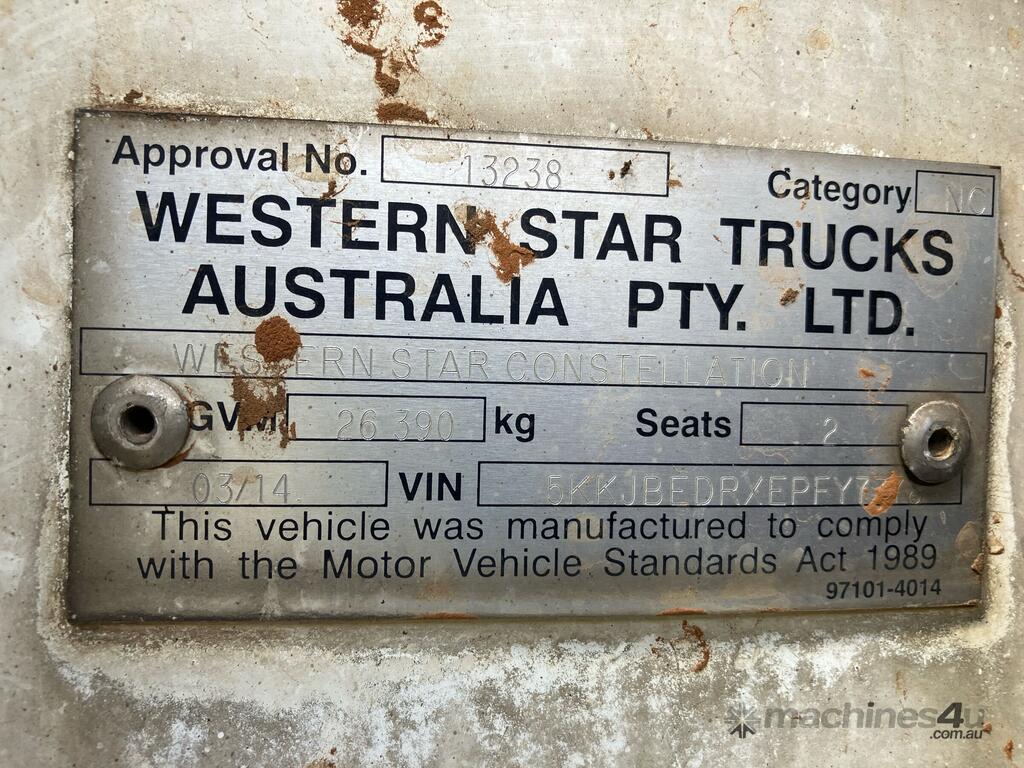 Approval No. 13238 Category NC
WESTERN STAR TRUCKS
AUSTRALIA PTY. LTD.
WESTERN STAR CONSTELLATION
GVM 26 390 kg Seats 2
03/14 VIN
This vehicle was manufactured to comply
with the Motor Vehicle Standards Act 1989
97101-4014
machines4u
.com.au